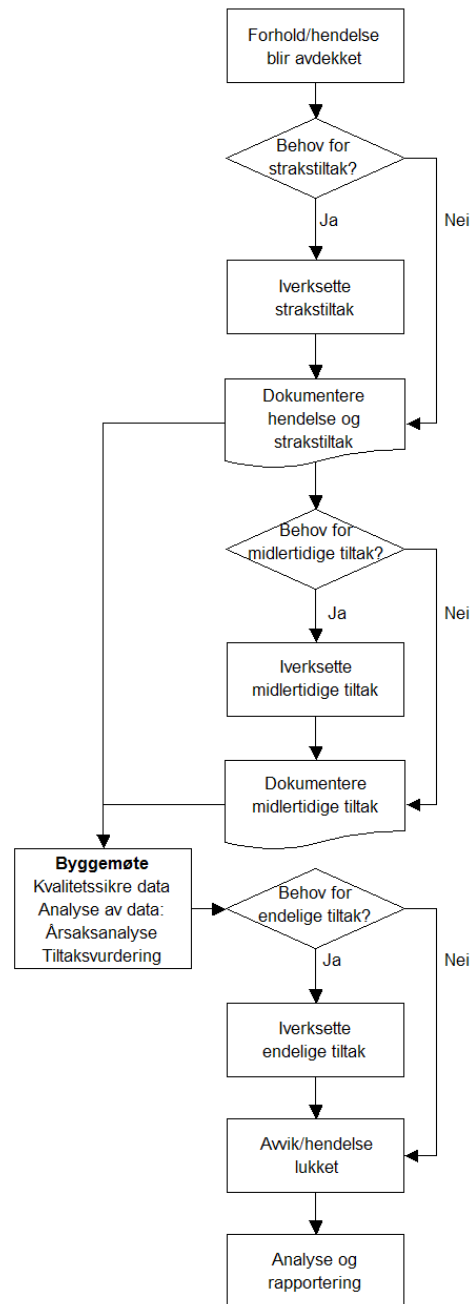 Forhold/hendelse
blir avdekket
Behov for
strakstiltak?
Ja
Nei
Iverksette
strakstiltak
Dokumentere
hendelse og
strakstiltak
Behov for
midlertidige tiltak?
Ja
Nei
Iverksette
midlertidige tiltak
Dokumentere
midlertidige tiltak
Byggemøte
Kvalitetssikre data
Analyse av data:
Årsaksanalyse
Tiltaksvurdering
Behov for
endelige tiltak?
Ja
Nei
Iverksette
endelige tiltak
Avvik/hendelse
lukket
Analyse og
rapportering